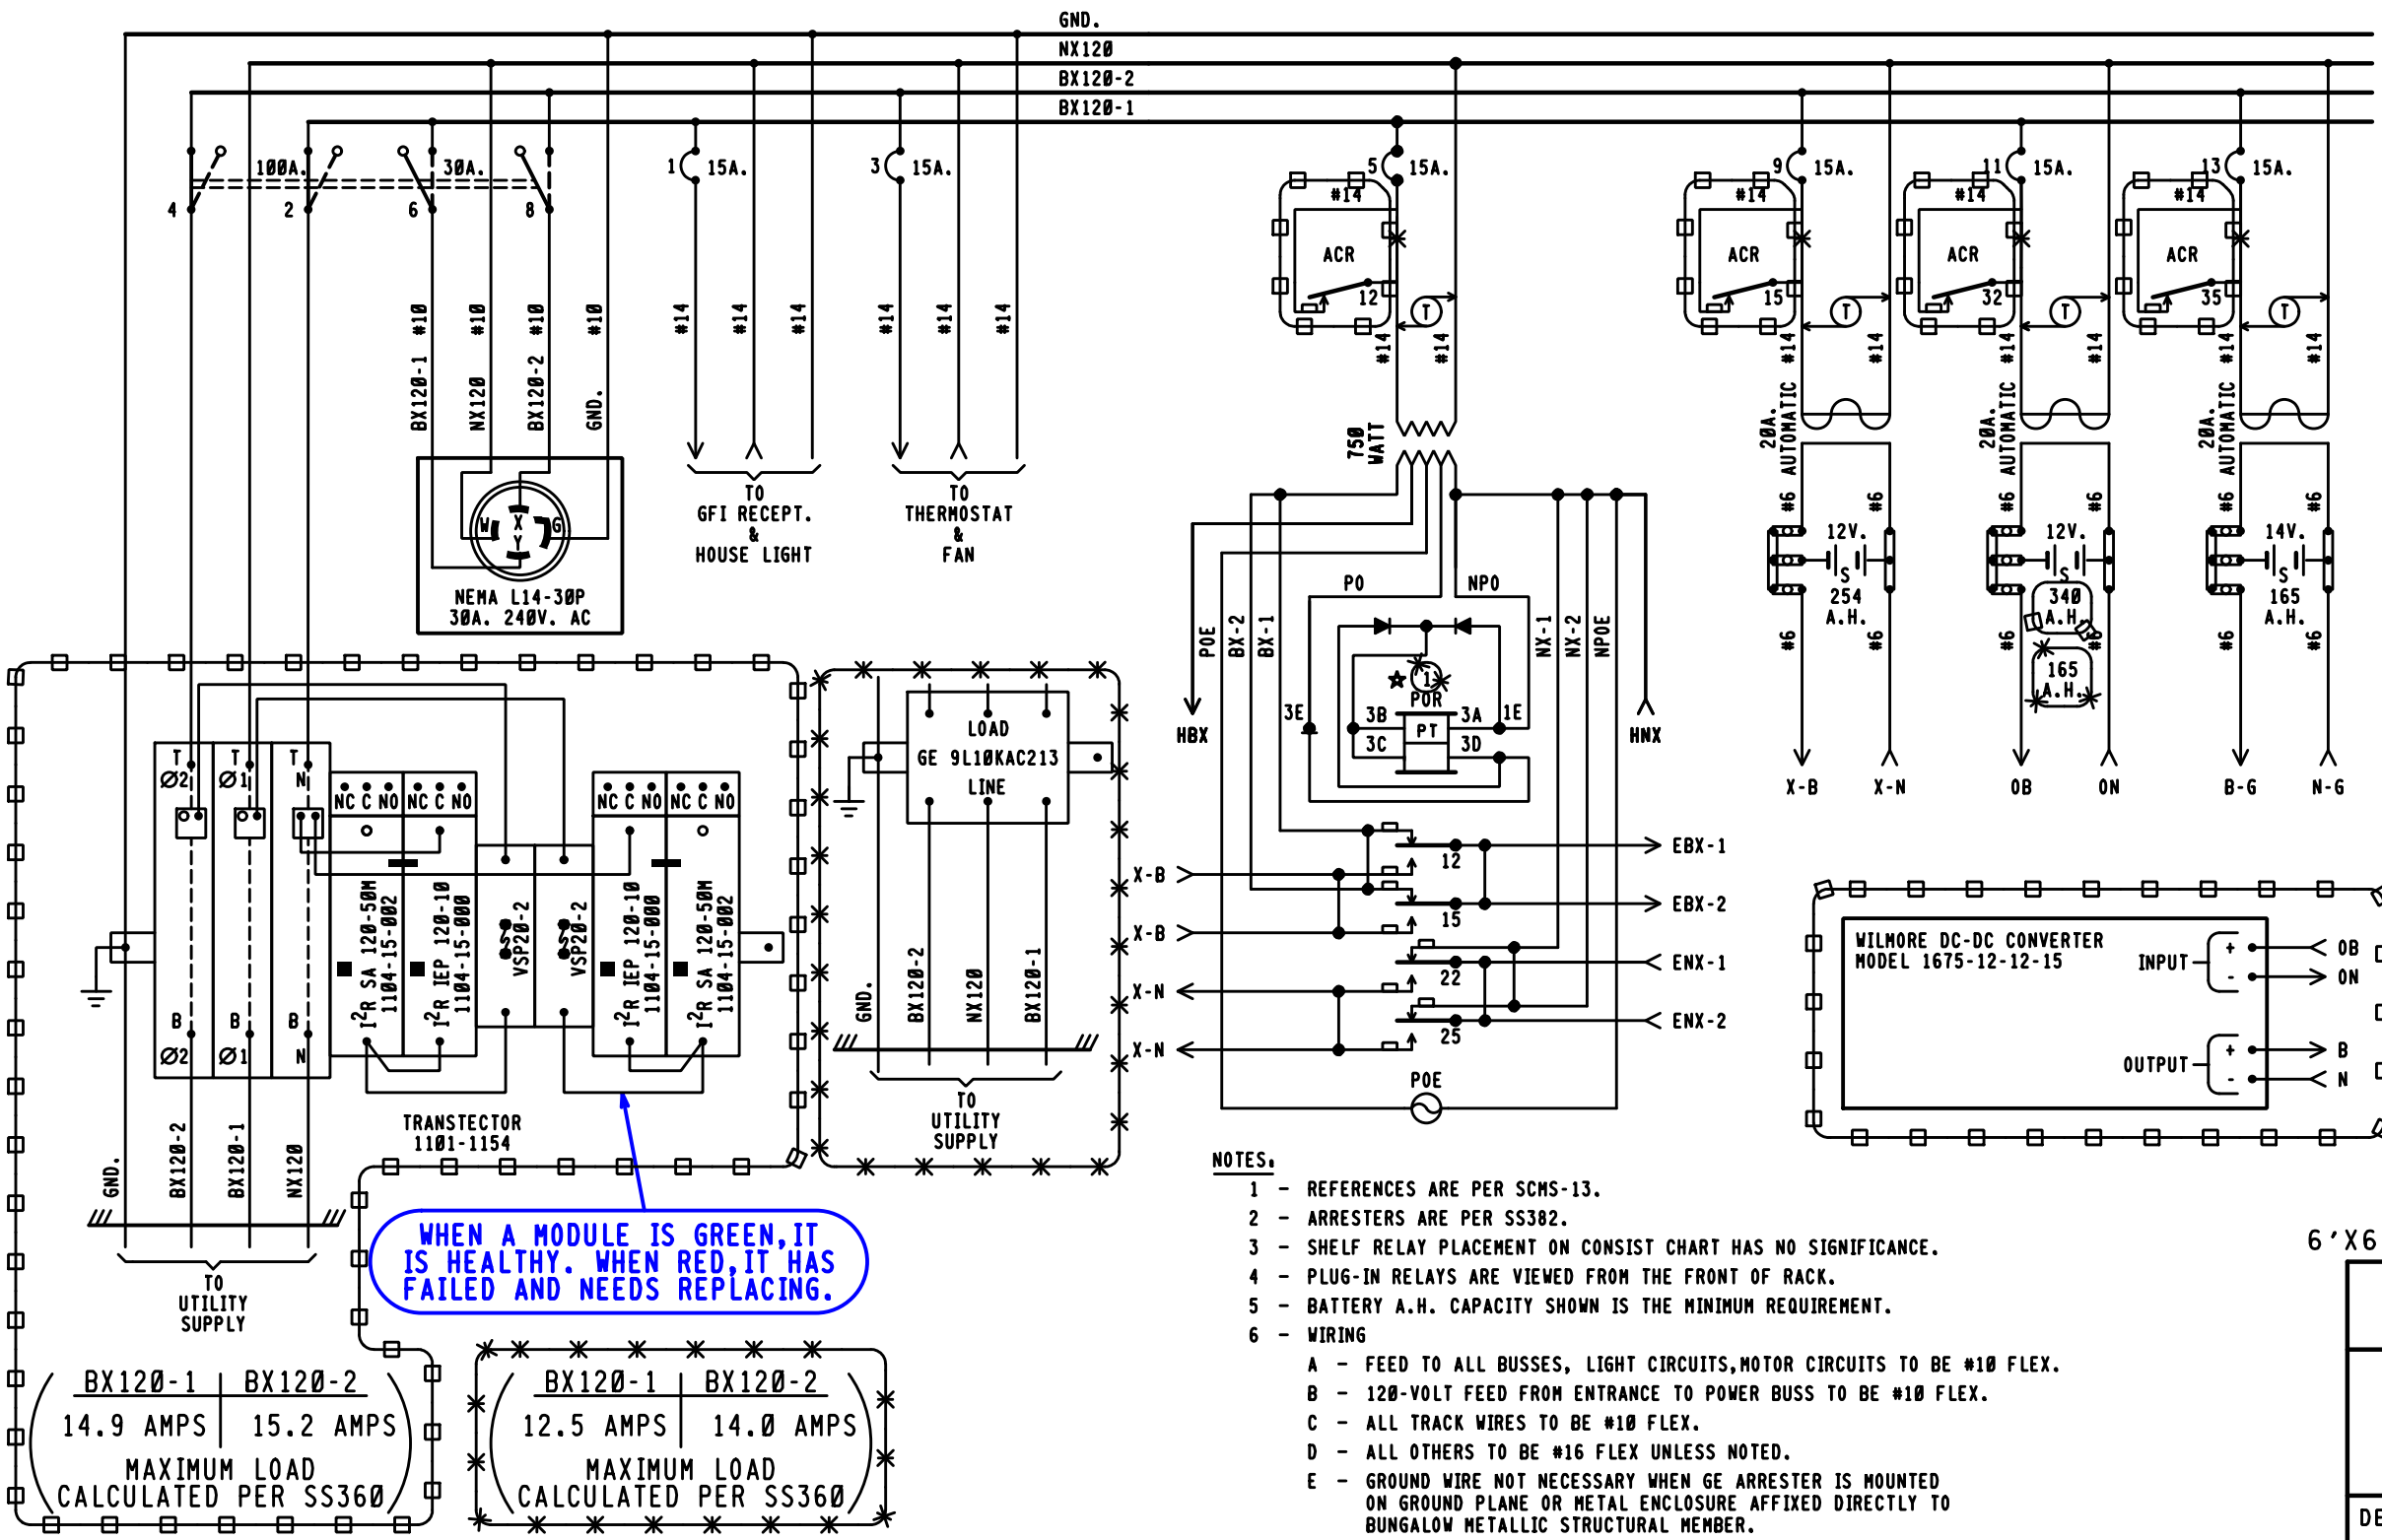 GND.
NX120
BX120-2
BX120-1
100A.
30A.
4
2
6
8
1
15A.
3
15A.
5
15A.
9
15A.
11
15A.
13
15A.
#14
#14
#14
#14
ACR
ACR
ACR
ACR
12
15
32
35
T
T
T
T
BX120-1 #10
NX120 #10
BX120-2 #10
GND. #10
#14
#14
#14
#14
#14
#14
#14
#14
#14
#14
#14
#14
#14
#14
W
X
Y
G
NEMA L14-30P
30A. 240V. AC
TO
GFI RECEPT.
&
HOUSE LIGHT
TO
THERMOSTAT
&
FAN
750
WATT
20A.
AUTOMATIC
20A.
AUTOMATIC
20A.
AUTOMATIC
#6
#6
#6
#6
#6
#6
12V.
S
254
A.H.
12V.
S
340
A.H.
165
A.H.
14V.
S
165
A.H.
#6
#6
#6
#6
#6
#6
X-B
X-N
OB
ON
B-G
N-G
POE
BX-2
BX-1
PO
NPO
NX-1
NX-2
NPOE
1
POR
3E
3B
3A
1E
PT
3C
3D
HBX
HNX
12
EBX-1
X-B
15
EBX-2
X-B
22
ENX-1
X-N
25
ENX-2
X-N
POE
T
Ø2
T
Ø1
T
N
NC C NO
NC C NO
NC C NO
NC C NO
I2R SA 120-50M
1104-15-002
I2R IEP 120-10
1104-15-000
VSP20-2
VSP20-2
I2R IEP 120-10
1104-15-000
I2R SA 120-50M
1104-15-002
B
Ø2
B
Ø1
B
N
TRANSTECTOR
1101-1154
GND.
BX120-2
BX120-1
NX120
TO
UTILITY
SUPPLY
LOAD
GE 9L10KAC213
LINE
GND.
BX120-2
NX120
BX120-1
TO
UTILITY
SUPPLY
WHEN A MODULE IS GREEN, IT
IS HEALTHY. WHEN RED, IT HAS
FAILED AND NEEDS REPLACING.
BX120-1 BX120-2
14.9 AMPS 15.2 AMPS
MAXIMUM LOAD
CALCULATED PER SS360
BX120-1 BX120-2
12.5 AMPS 14.0 AMPS
MAXIMUM LOAD
CALCULATED PER SS360
WILMORE DC-DC CONVERTER
MODEL 1675-12-12-15
INPUT
+
-
OB
ON
OUTPUT
+
-
B
N
NOTES:
1 - REFERENCES ARE PER SCMS-13.
2 - ARRESTERS ARE PER SS382.
3 - SHELF RELAY PLACEMENT ON CONSIST CHART HAS NO SIGNIFICANCE.
4 - PLUG-IN RELAYS ARE VIEWED FROM THE FRONT OF RACK.
5 - BATTERY A.H. CAPACITY SHOWN IS THE MINIMUM REQUIREMENT.
6 - WIRING
A - FEED TO ALL BUSSES, LIGHT CIRCUITS,MOTOR CIRCUITS TO BE #10 FLEX.
B - 120-VOLT FEED FROM ENTRANCE TO POWER BUSS TO BE #10 FLEX.
C - ALL TRACK WIRES TO BE #10 FLEX.
D - ALL OTHERS TO BE #16 FLEX UNLESS NOTED.
E - GROUND WIRE NOT NECESSARY WHEN GE ARRESTER IS MOUNTED
ON GROUND PLANE OR METAL ENCLOSURE AFFIXED DIRECTLY TO
BUNGALOW METALLIC STRUCTURAL MEMBER.
6'X6